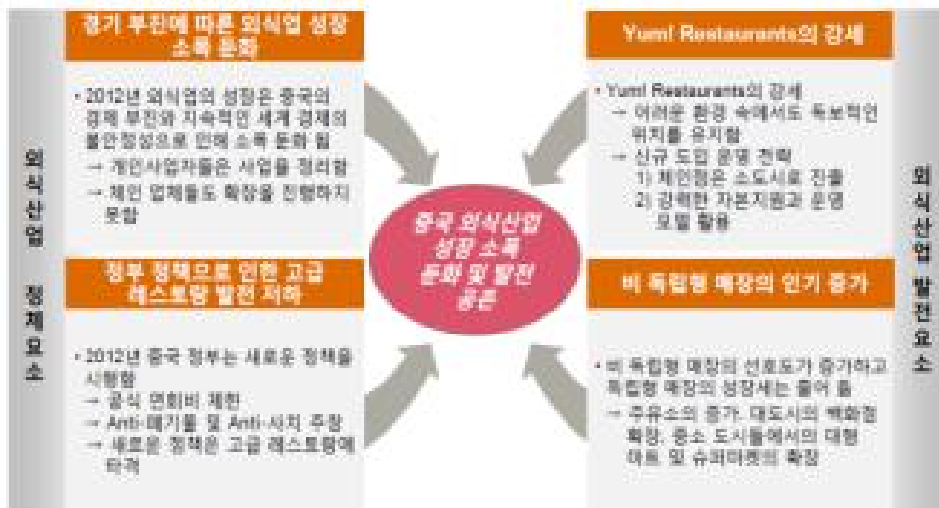 외식산업 정체요소
경기 부진에 따른 외식업 성장
소폭 둔화
• 2012년 외식업의 성장은 중국의
경제 부진와 지속적인 세계 경제의
불안정성으로 인해 소폭 둔화 됨
→ 개인사업자들은 사업을 정리함
→ 체인 업체들도 확장을 진행하지
못함
정부 정책으로 인한 고급
레스토랑 발전 저하
• 2012년 중국 정부는 새로운 정책을
시행함
→ 공식 연회비 제한
→ Anti-폐기물 및 Anti-사치 주장
→ 새로운 정책은 고급 레스토랑에
타격
중국 외식산업
성장 소폭
둔화 및 발전
공존
Yum! Restaurants의 강세
• Yum! Restaurants의 강세
→ 어려운 환경 속에서도 독보적인
위치를 유지함
→ 신규 도입 운영 전략
1) 체인점은 소도시로 진출
2) 강력한 자본지원과 운영
모델 활용
비 독립형 매장의 인기 증가
• 비 독립형 매장의 선호도가 증가하고
독립형 매장의 성장세는 줄어 듦
→ 주유소의 증가, 대도시의 백화점
확장, 중소 도시들에서의 대형
마트 및 슈퍼마켓의 확장
외식산업 발전요소